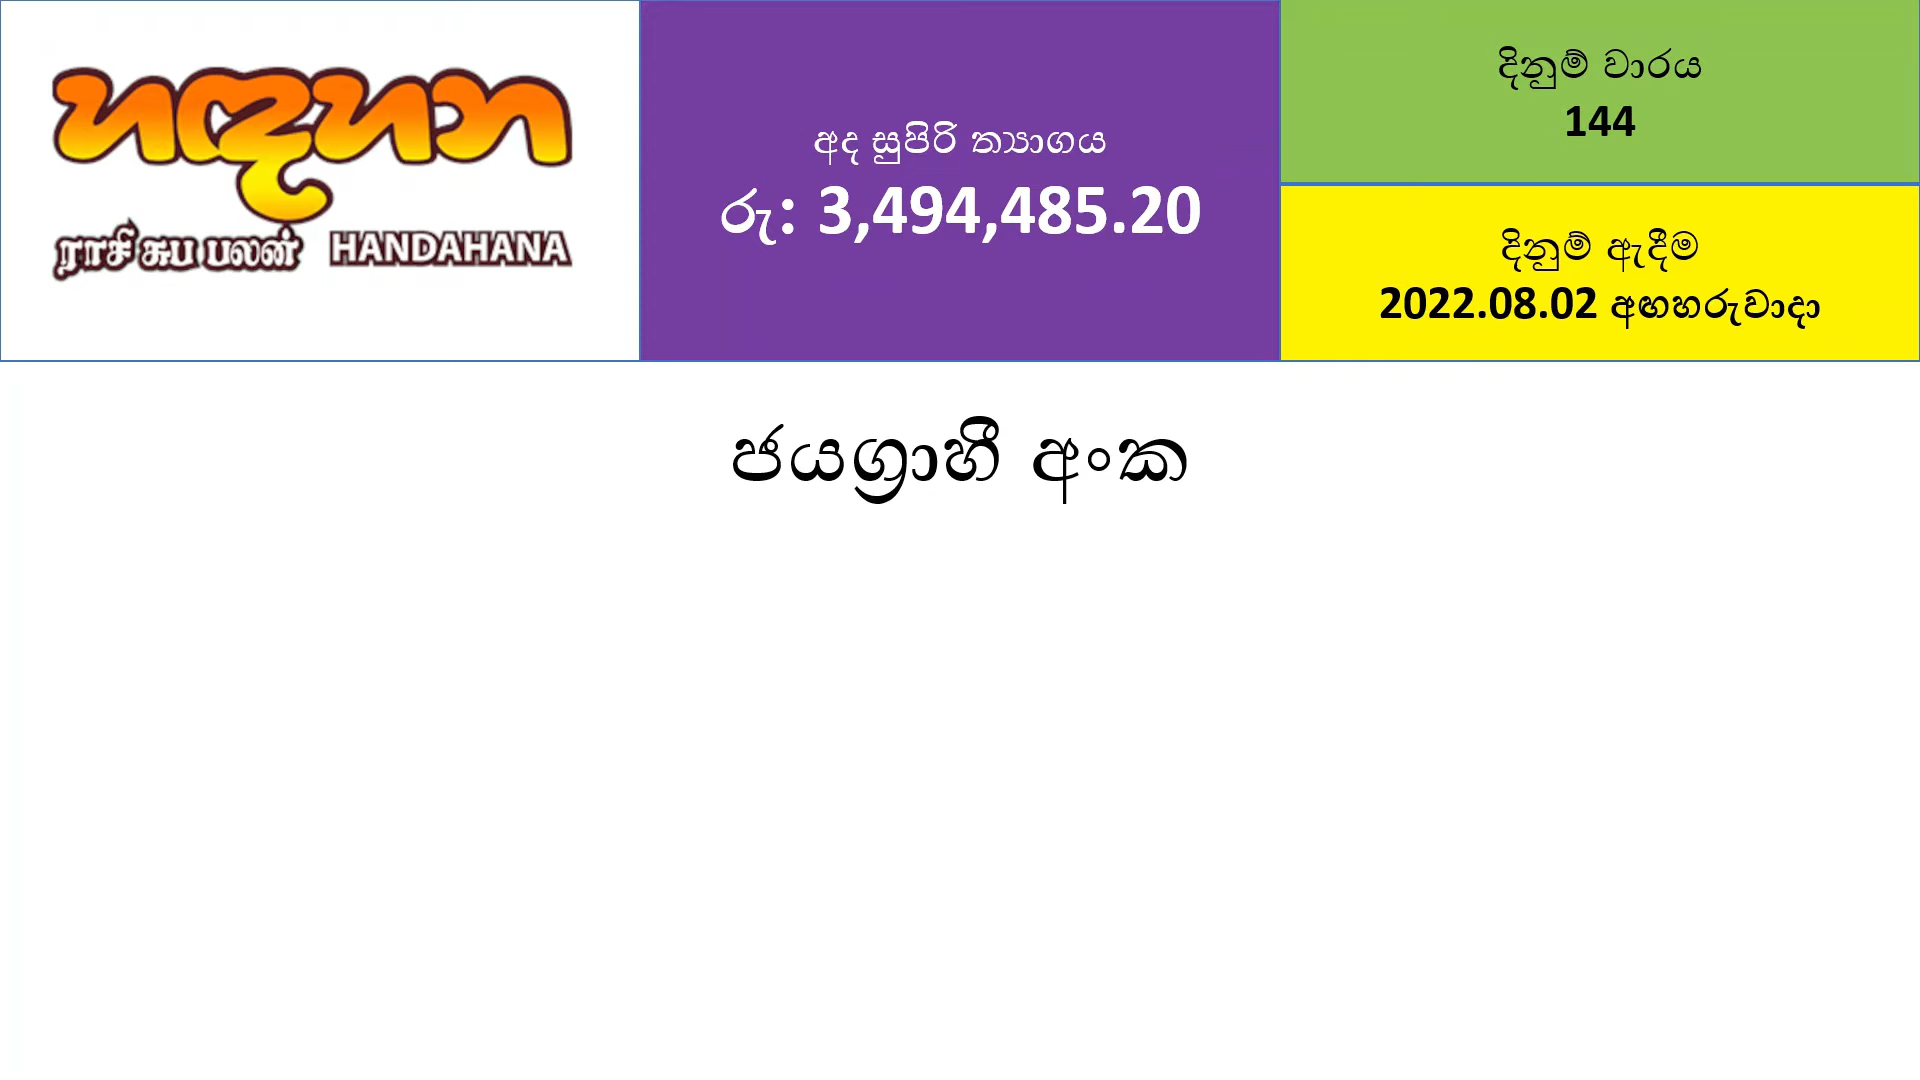 හඳහන
ராசி சுப பலன் HANDAHANA
අද සුපිරි ත්‍යාගය
රු: 3,494,485.20
දිනුම් වාරය
144
දිනුම් ඇදීම
2022.08.02 අඟහරුවාදා
ජයග්‍රාහී අංක